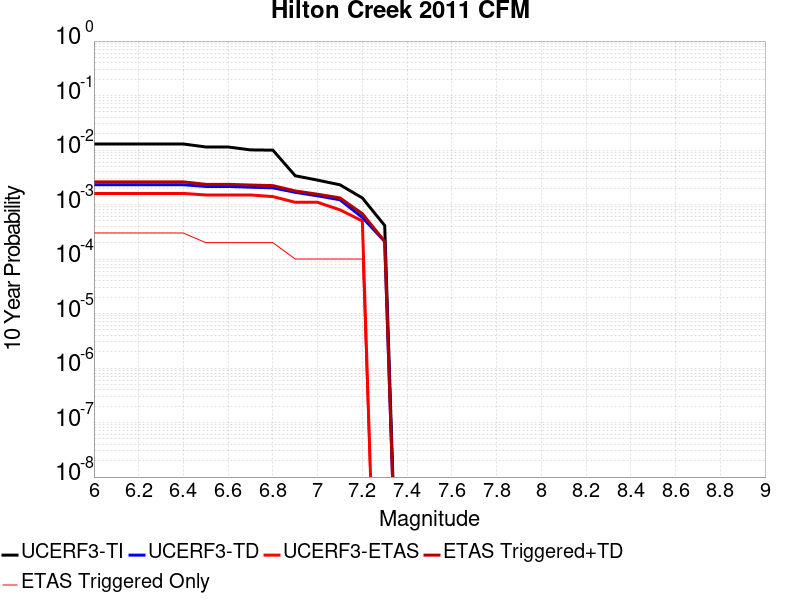 Hilton Creek 2011 CFM
10 Year Probability
10^0
10^-1
10^-2
10^-3
10^-4
10^-5
10^-6
10^-7
10^-8
6 6.2 6.4 6.6 6.8 7 7.2 7.4 7.6 7.8 8 8.2 8.4 8.6 8.8 9
Magnitude
UCERF3-TI UCERF3-TD UCERF3-ETAS ETAS Triggered+TD
ETAS Triggered Only